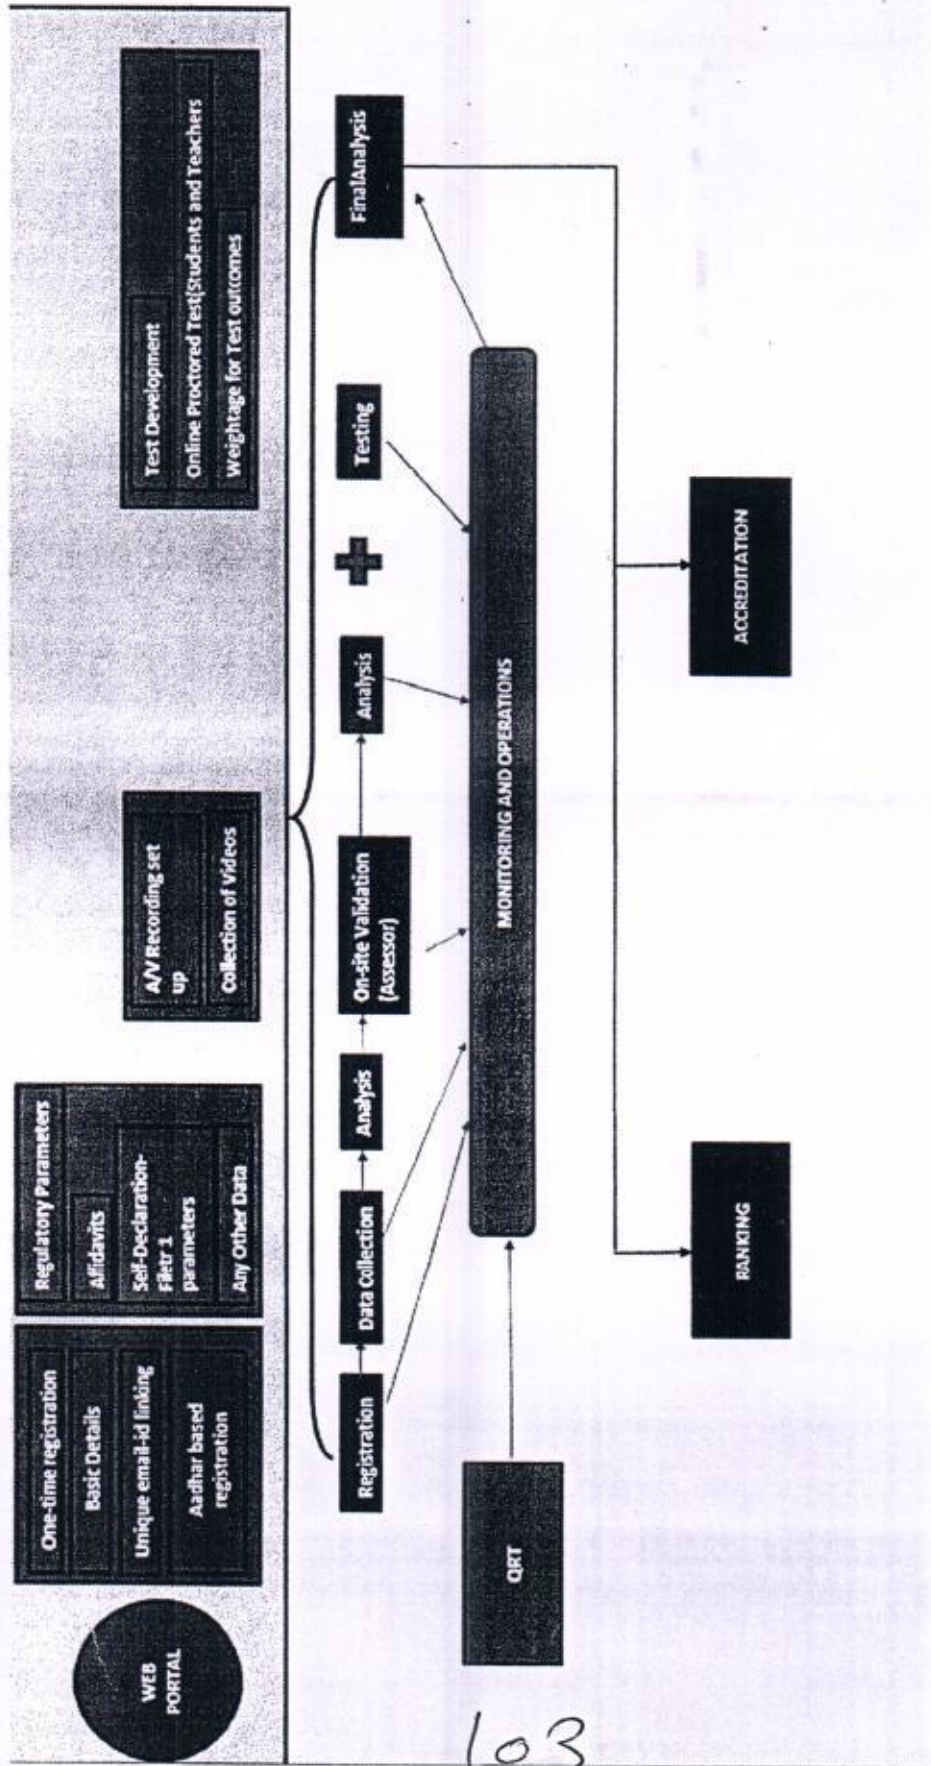 WEB
PORTAL
One-time registration
Basic Details
Unique email-id linking
Aadhar based
registration
Regulatory Parameters
Affidavits
Self-Declaration-
Filetr 1
parameters
Any Other Data
A/V Recording set
up
Collection of Videos
Test Development
Online Proctored Test(Students and Teachers
Weightage for Test outcomes
Registration
Data Collection
Analysis
On-site Validation
(Assessor)
Analysis
Testing
FinalAnalysis
QRT
MONITORING AND OPERATIONS
RANKING
ACCREDITATION
103